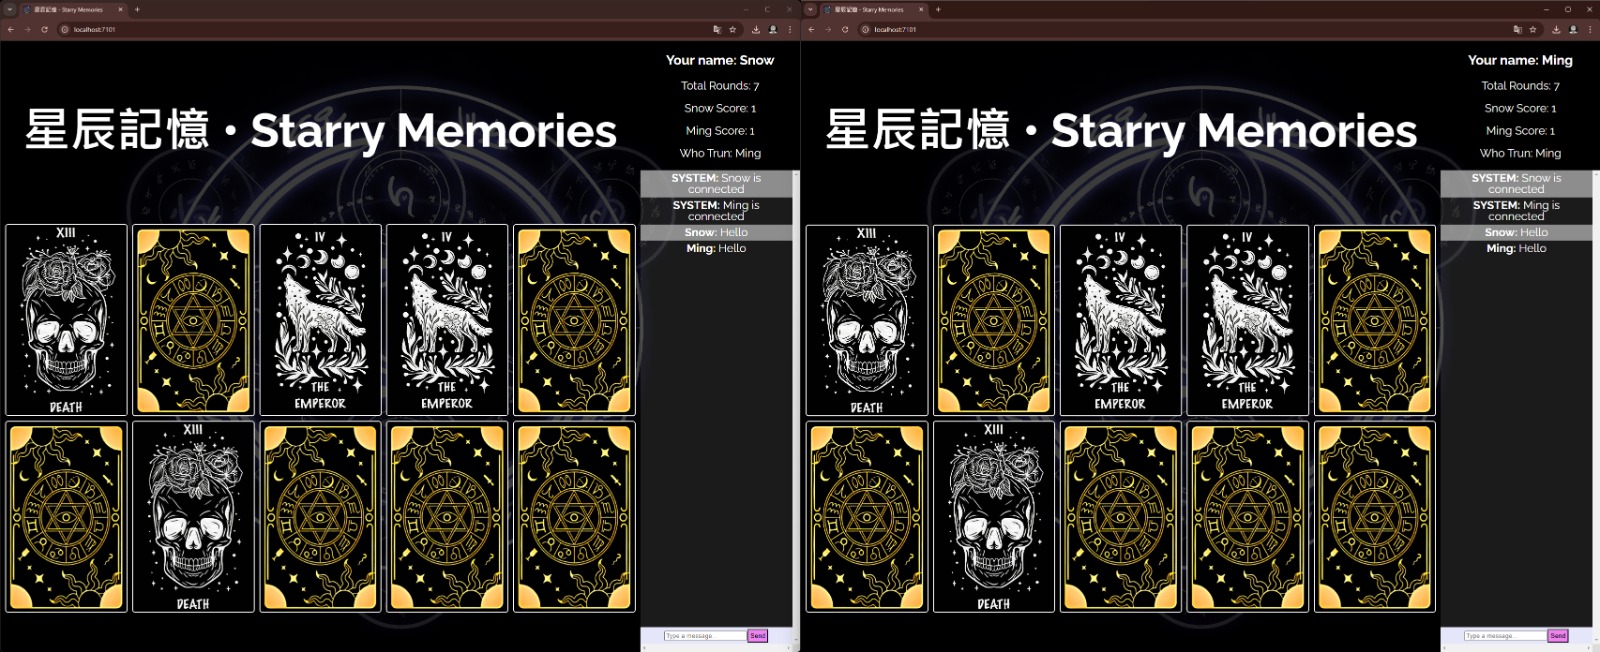 星辰記憶 - Starry Memories
localhost:7101
Your name: Snow
Total Rounds: 7
Snow Score: 1
Ming Score: 1
Who Trun: Ming
星辰記憶 • Starry Memories
SYSTEM: Snow is
connected
SYSTEM: Ming is
connected
Snow: Hello
Ming: Hello
XIII
IV
IV
DEATH
THE
EMPEROR
THE
EMPEROR
XIII
DEATH
Type a message...
Send
星辰記憶 - Starry Memories
localhost:7101
Your name: Ming
Total Rounds: 7
Snow Score: 1
Ming Score: 1
Who Trun: Ming
星辰記憶 • Starry Memories
SYSTEM: Snow is
connected
SYSTEM: Ming is
connected
Snow: Hello
Ming: Hello
XIII
IV
IV
DEATH
THE
EMPEROR
THE
EMPEROR
XIII
DEATH
Type a message...
Send